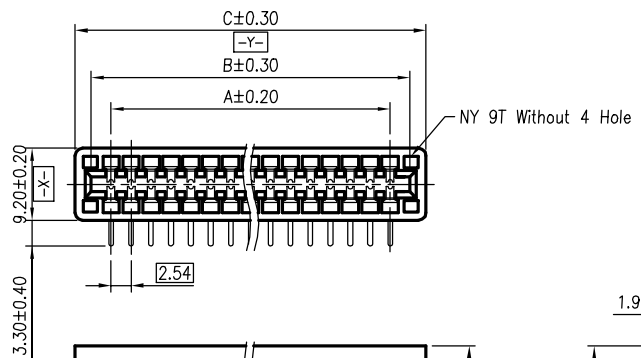 C±0.30
-Y-
B±0.30
A±0.20
NY 9T Without 4 Hole
9.20±0.20
-X-
2.54
3.30±0.40
1.9